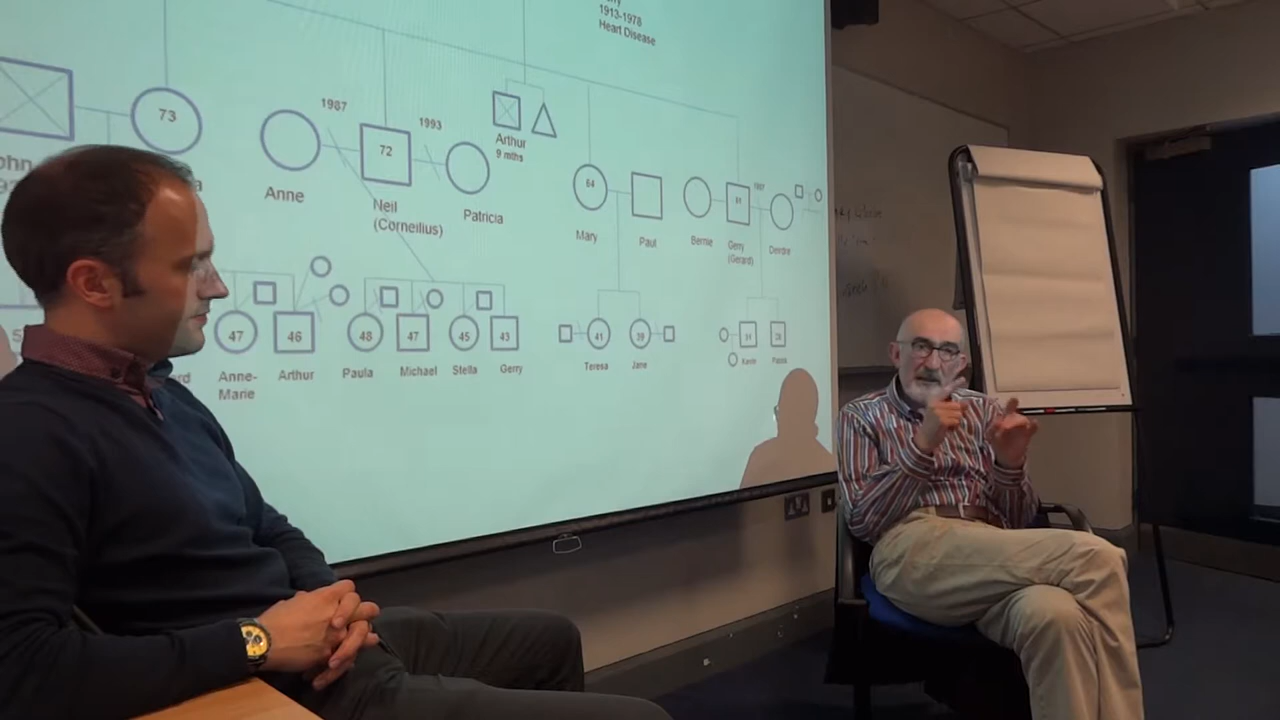 1913-1978
Heart Disease
73
1987
72
1993
Anne
Neil
(Cornelius)
Patricia
Arthur
9 mths
64
Mary
Paul
Bernie
Gerry
(Gerard)
Deirdre
47
46
48
47
45
43
Anne-
Marie
Arthur
Paula
Michael
Stella
Gerry
41
39
Teresa
Jane